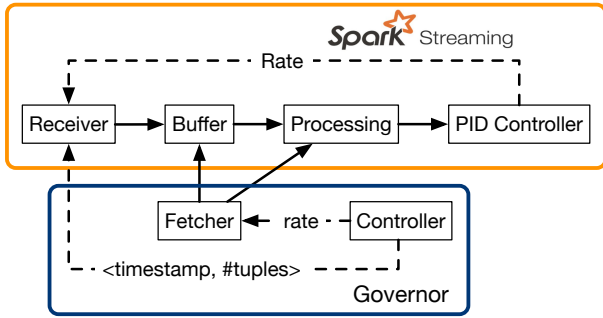 Spark Streaming
Rate
Receiver Buffer Processing PID Controller
Fetcher rate Controller
<timestamp, #tuples>
Governor